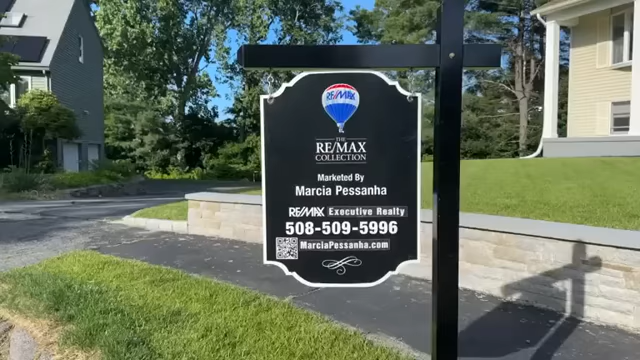 RE/MAX
THE
RE/MAX
COLLECTION
Marketed By
Marcia Pessanha
RE/MAX Executive Realty
508-509-5996
MarciaPessanha.com